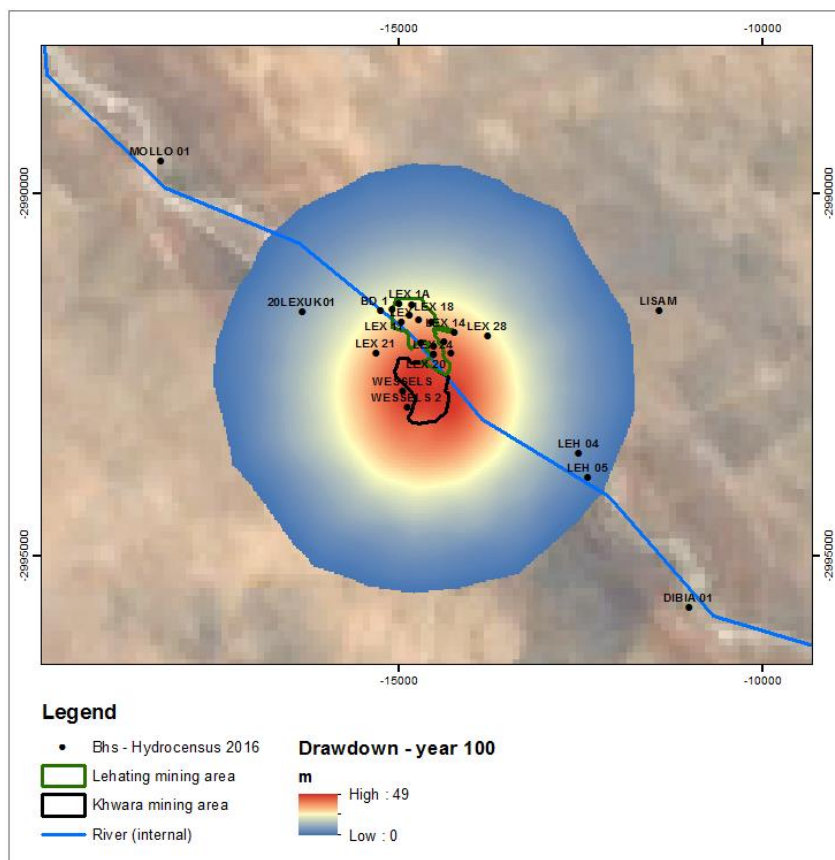 -15000 -10000
-2990000
-2995000
MOLLO 01
20LEXUK01
BD 1
LEX 1A
LEX 18
LEX 14
LEX 28
LEX 21
LEX 24
LEX 20
WESSELS
WESSELS 2
LISAM
LEH 04
LEH 05
DIBIA 01
-2990000
-2995000
-15000 -10000
Legend
Bhs - Hydrocensus 2016
Lehating mining area
Khwara mining area
River (internal)
Drawdown - year 100
m
High : 49
Low : 0